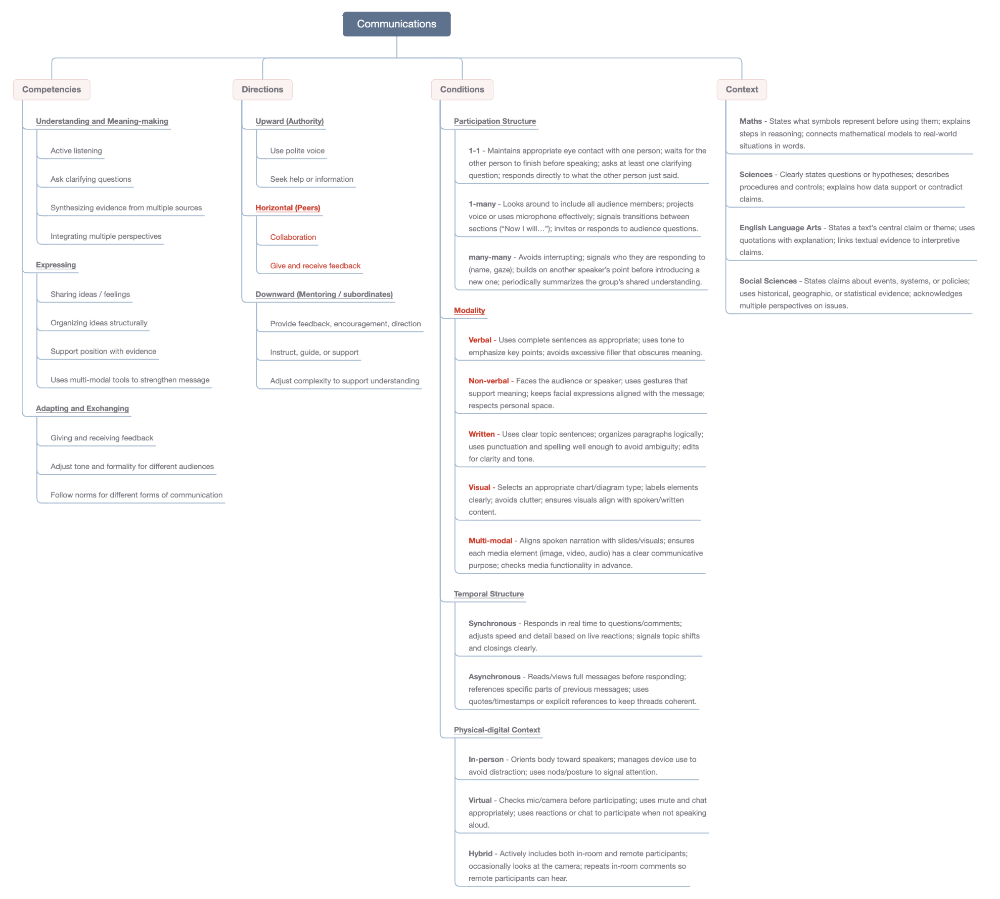 Communications
Competencies
Understanding and Meaning-making
Active listening
Ask clarifying questions
Synthesizing evidence from multiple sources
Integrating multiple perspectives
Expressing
Sharing ideas / feelings
Organizing ideas structurally
Support position with evidence
Uses multi-modal tools to strengthen message
Adapting and Exchanging
Giving and receiving feedback
Adjust tone and formality for different audiences
Follow norms for different forms of communication
Directions
Upward (Authority)
Use polite voice
Seek help or information
Horizontal (Peers)
Collaboration
Give and receive feedback
Downward (Mentoring / subordinates)
Provide feedback, encouragement, direction
Instruct, guide, or support
Adjust complexity to support understanding
Conditions
Participation Structure
1-1 - Maintains appropriate eye contact with one person; waits for the
other person to finish before speaking; asks at least one clarifying
question; responds directly to what the other person just said.
1-many - Looks around to include all audience members; projects
voice or uses microphone effectively; signals transitions between
sections (“Now I will…”); invites or responds to audience questions.
many-many - Avoids interrupting; signals who they are responding to
(name, gaze); builds on another speaker’s point before introducing a
new one; periodically summarizes the group’s shared understanding.
Modality
Verbal - Uses complete sentences as appropriate; uses tone to
emphasize key points; avoids excessive filler that obscures meaning.
Non-verbal - Faces the audience or speaker; uses gestures that
support meaning; keeps facial expressions aligned with the message;
respects personal space.
Written - Uses clear topic sentences; organizes paragraphs logically;
uses punctuation and spelling well enough to avoid ambiguity; edits
for clarity and tone.
Visual - Selects an appropriate chart/diagram type; labels elements
clearly; avoids clutter; ensures visuals align with spoken/written
content.
Multi-modal - Aligns spoken narration with slides/visuals; ensures
each media element (image, video, audio) has a clear communicative
purpose; checks media functionality in advance.
Temporal Structure
Synchronous - Responds in real time to questions/comments;
adjusts speed and detail based on live reactions; signals topic shifts
and closings clearly.
Asynchronous - Reads/views full messages before responding;
references specific parts of previous messages; uses
quotes/timestamps or explicit references to keep threads coherent.
Physical-digital Context
In-person - Orients body toward speakers; manages device use to
avoid distraction; uses nods/posture to signal attention.
Virtual - Checks mic/camera before participating; uses mute and chat
appropriately; uses reactions or chat to participate when not speaking
aloud.
Hybrid - Actively includes both in-room and remote participants;
occasionally looks at the camera; repeats in-room comments so
remote participants can hear.
Context
Maths - States what symbols represent before using them; explains
steps in reasoning; connects mathematical models to real-world
situations in words.
Sciences - Clearly states questions or hypotheses; describes
procedures and controls; explains how data support or contradict
claims.
English Language Arts - States a text’s central claim or theme; uses
quotations with explanation; links textual evidence to interpretive
claims.
Social Sciences - States claims about events, systems, or policies;
uses historical, geographic, or statistical evidence; acknowledges
multiple perspectives on issues.